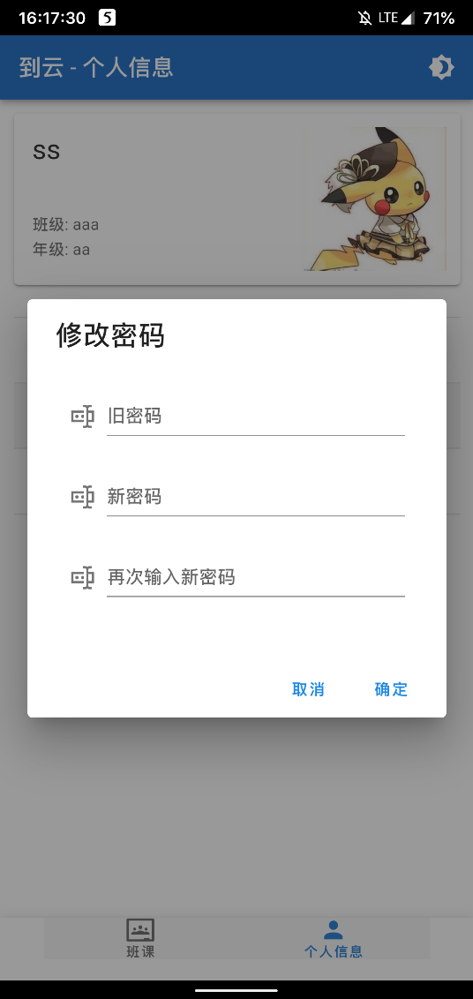 16:17:30 5 LTE 71%
到云 - 个人信息
ss
班级: aaa
年级: aa
修改密码
旧密码
新密码
再次输入新密码
取消 确定
班课 个人信息